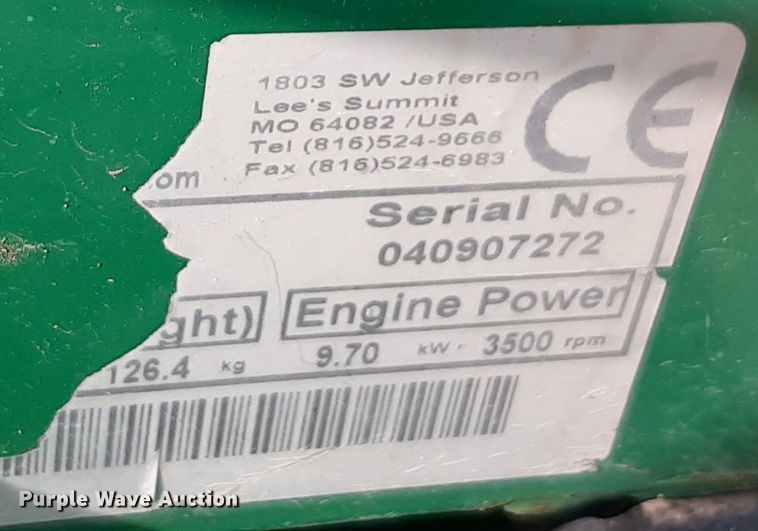 1803 SW Jefferson
Lee's Summit
MO 64082 /USA
Tel (816)524-9666
Fax (816)524-6983
CE
om
Serial No.
040907272
ght) Engine Power
126.4 kg 9.70 kW - 3500 rpm
Purple Wave Auction